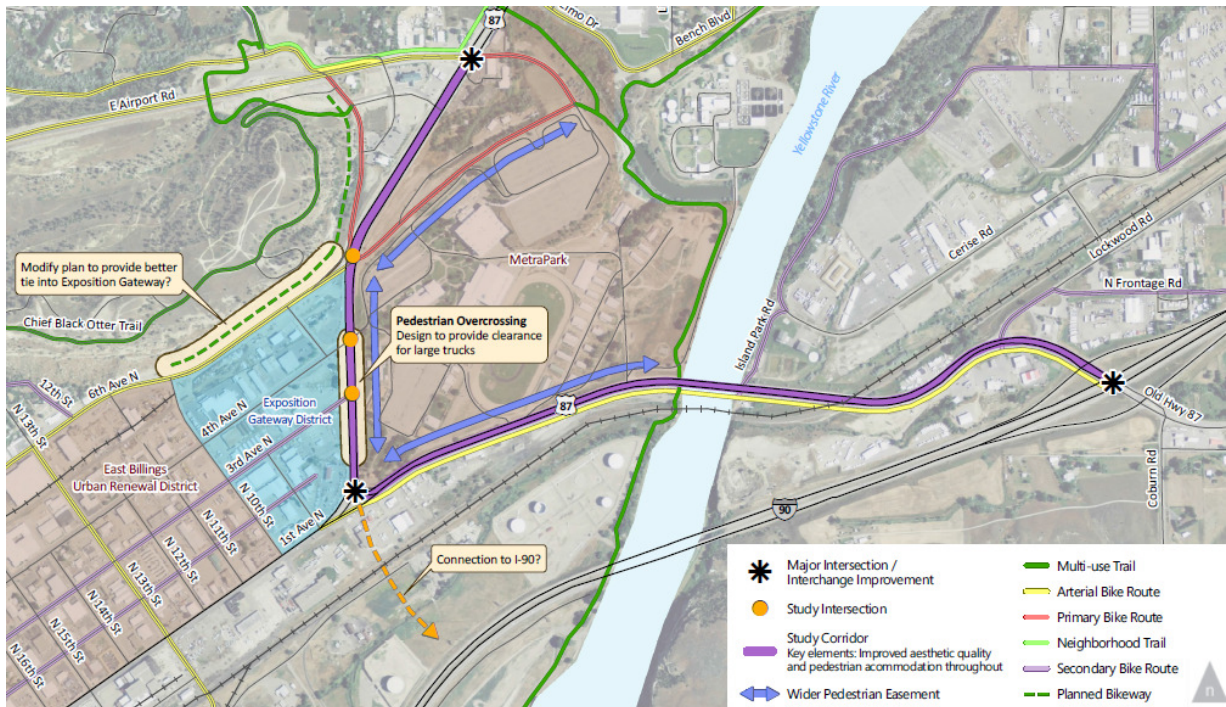 87
Bench Blvd
E Airport Rd
Yellowstone River
Modify plan to provide better
tie into Exposition Gateway?
MetraPark
Cerise Rd
Lockwood Rd
N Frontage Rd
Chief Black Otter Trail
Pedestrian Overcrossing
Design to provide clearance
for large trucks
Island Park Rd
12th St
6th Ave N
N 13th St
4th Ave N
Exposition
Gateway District
3rd Ave N
87
Old Hwy 87
East Billings
Urban Renewal District
N 10th St
1st Ave N
N 11th St
N 12th St
N 13th St
N 14th St
N 15th St
N 16th St
Coburn Rd
90
Connection to I-90?
Major Intersection /
Interchange Improvement
Study Intersection
Study Corridor
Key elements: Improved aesthetic quality
and pedestrian accommodation throughout
Wider Pedestrian Easement
Multi-use Trail
Arterial Bike Route
Primary Bike Route
Neighborhood Trail
Secondary Bike Route
Planned Bikeway
n